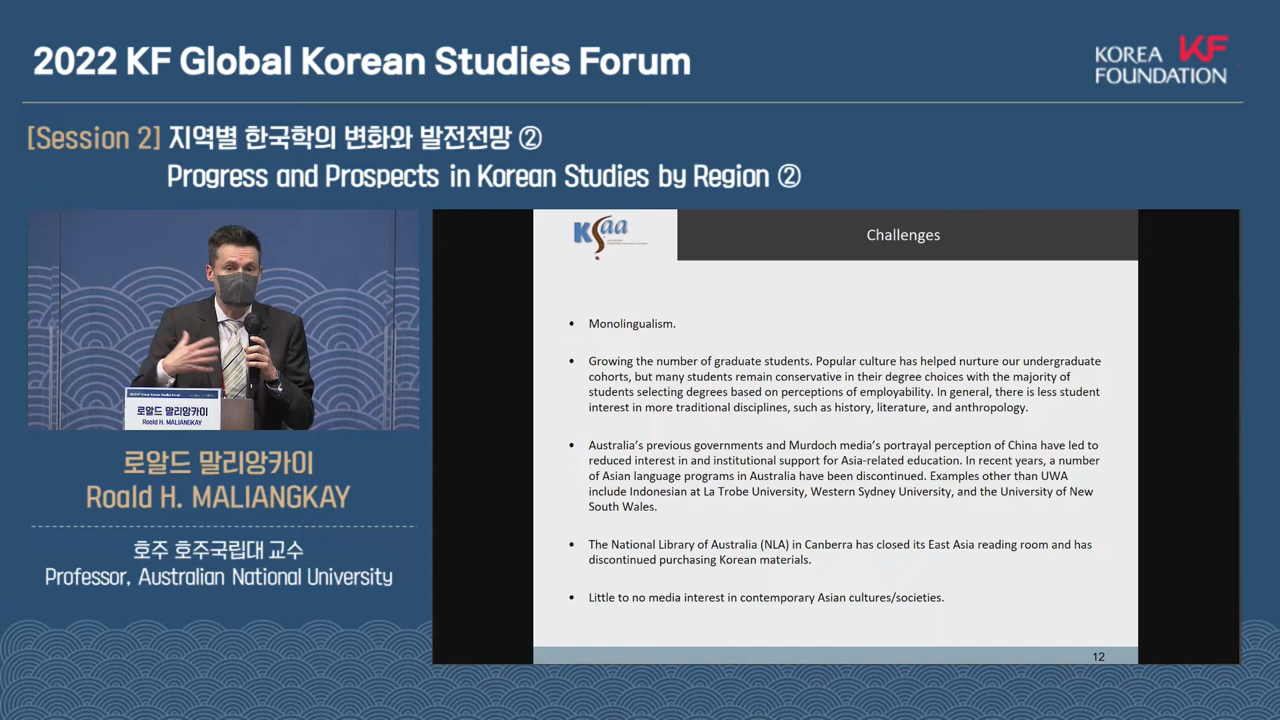 2022 KF Global Korean Studies Forum
KOREA KF
FOUNDATION
[Session 2] 지역별 한국학의 변화와 발전전망 ②
Progress and Prospects in Korean Studies by Region ②
로알드 말리앙카이
Roald H. MALIANGKAY
로알드 말리앙카이
Roald H. MALIANGKAY
호주 호주국립대 교수
Professor, Australian National University
KSaa
Challenges
• Monolingualism.
• Growing the number of graduate students. Popular culture has helped nurture our undergraduate
cohorts, but many students remain conservative in their degree choices with the majority of
students selecting degrees based on perceptions of employability. In general, there is less student
interest in more traditional disciplines, such as history, literature, and anthropology.
• Australia's previous governments and Murdoch media's portrayal perception of China have led to
reduced interest in and institutional support for Asia-related education. In recent years, a number
of Asian language programs in Australia have been discontinued. Examples other than UWA
include Indonesian at La Trobe University, Western Sydney University, and the University of New
South Wales.
• The National Library of Australia (NLA) in Canberra has closed its East Asia reading room and has
discontinued purchasing Korean materials.
• Little to no media interest in contemporary Asian cultures/societies.
12